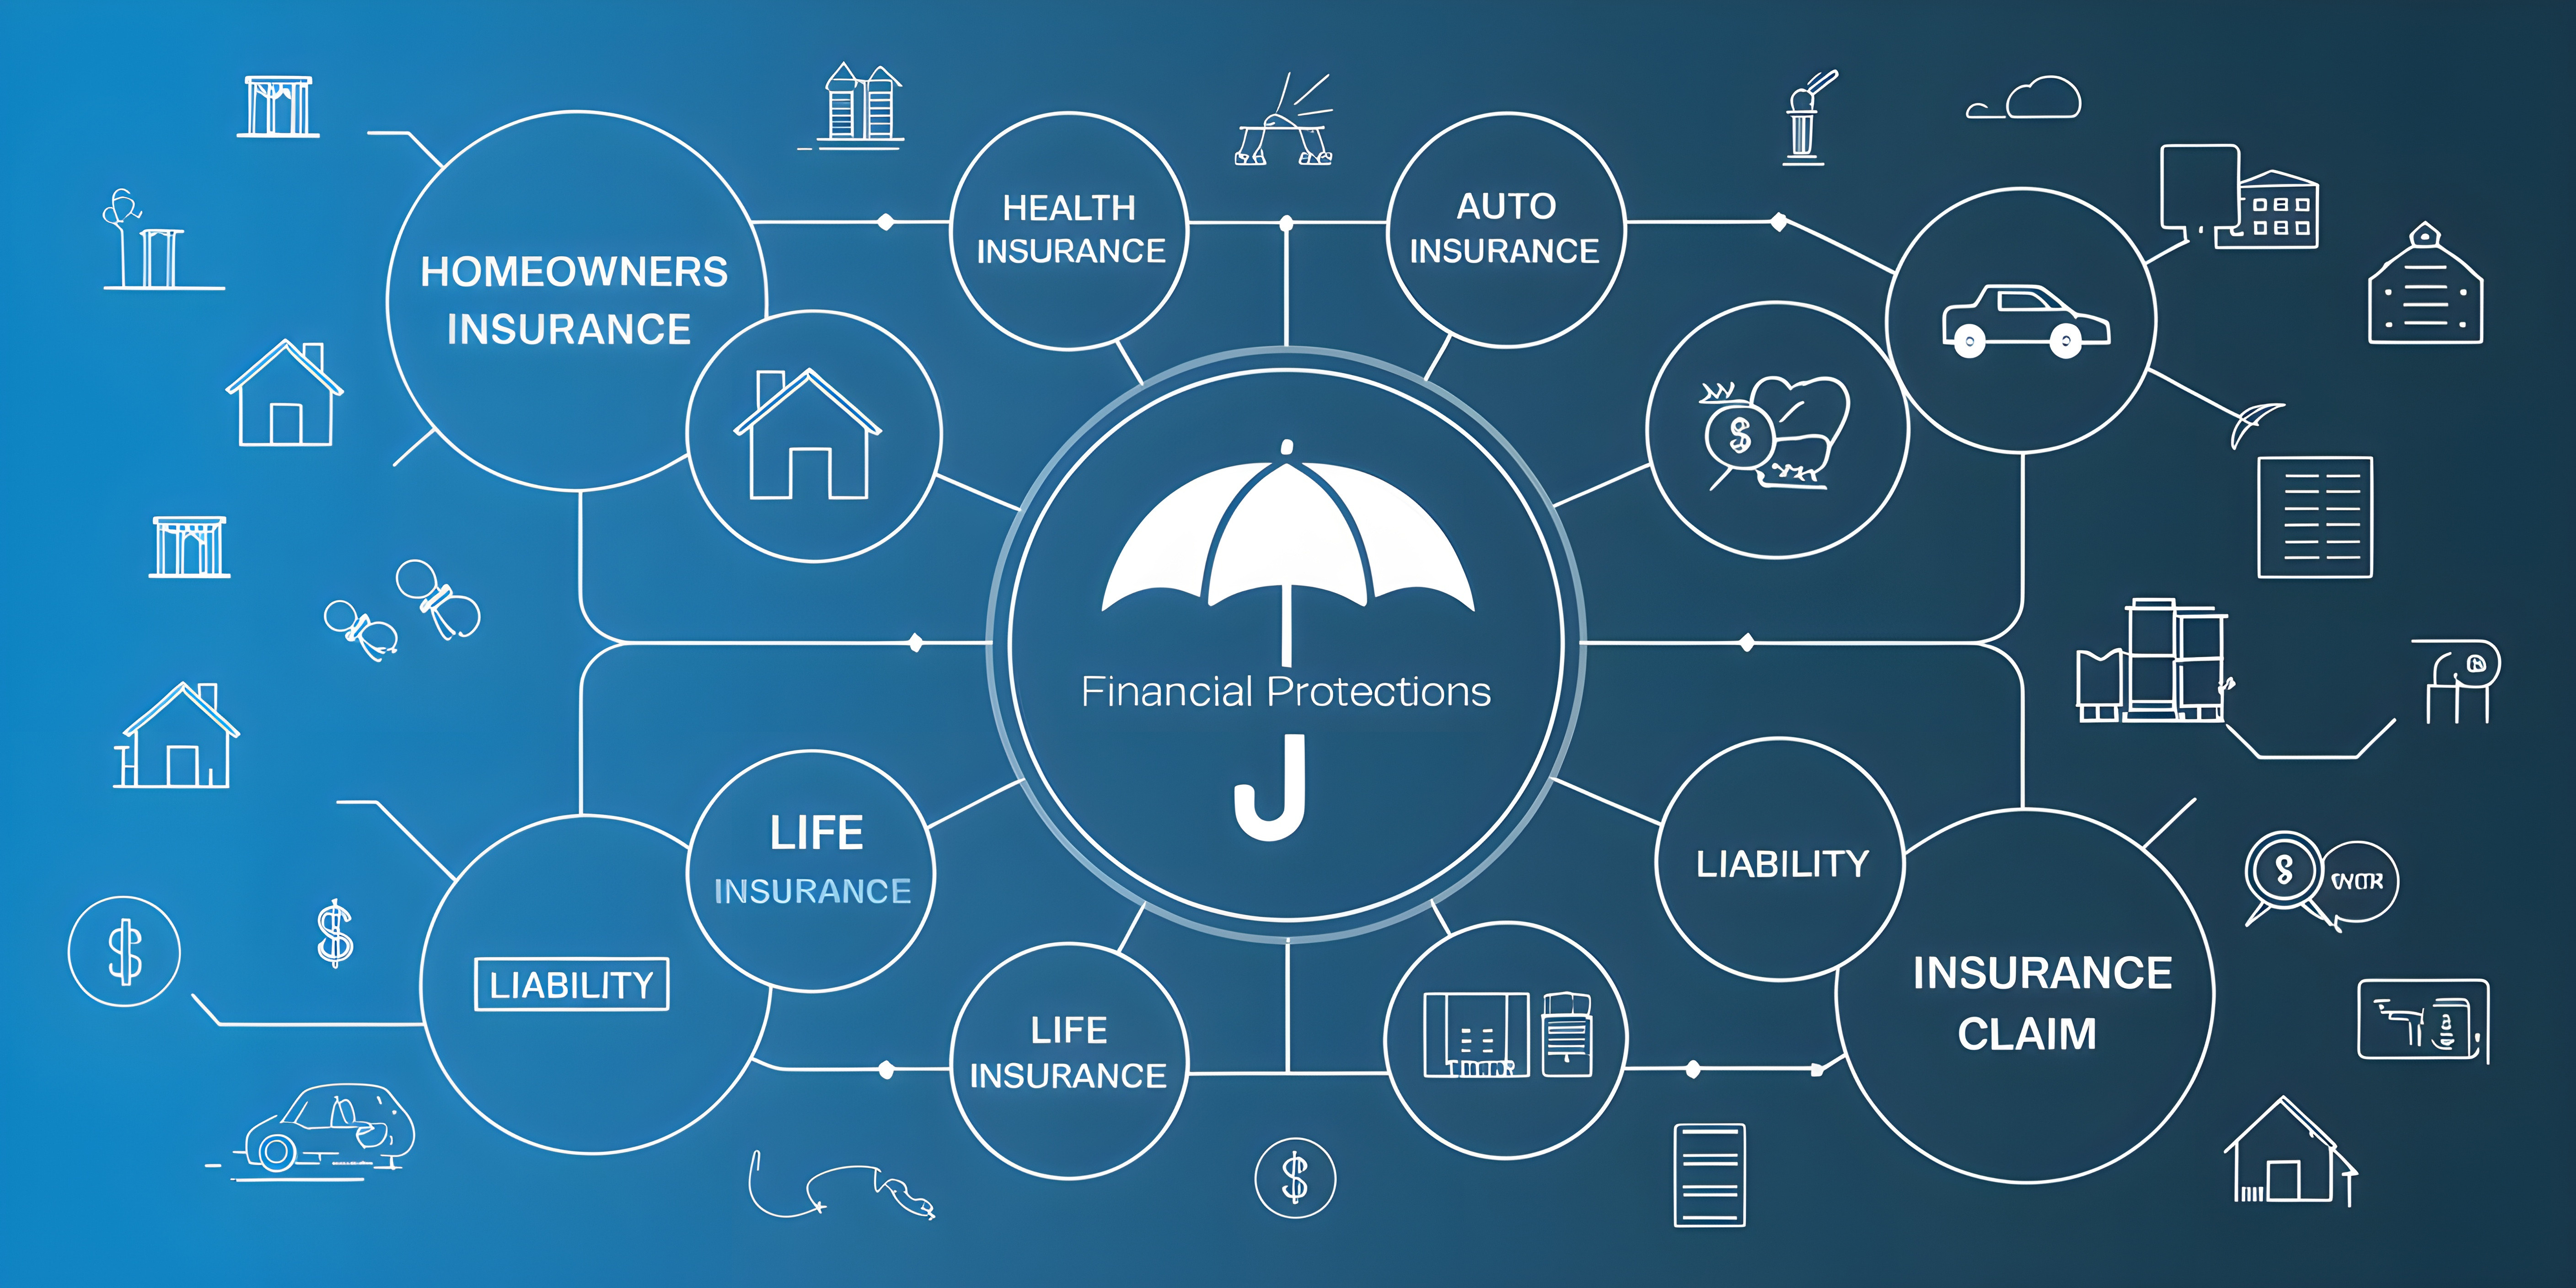 HOMEOWNERS
INSURANCE
HEALTH
INSURANCE
AUTO
INSURANCE
$
Financial Protections
LIFE
INSURANCE
LIABILITY
LIABILITY
INSURANCE
CLAIM
LIFE
INSURANCE
$
$
$